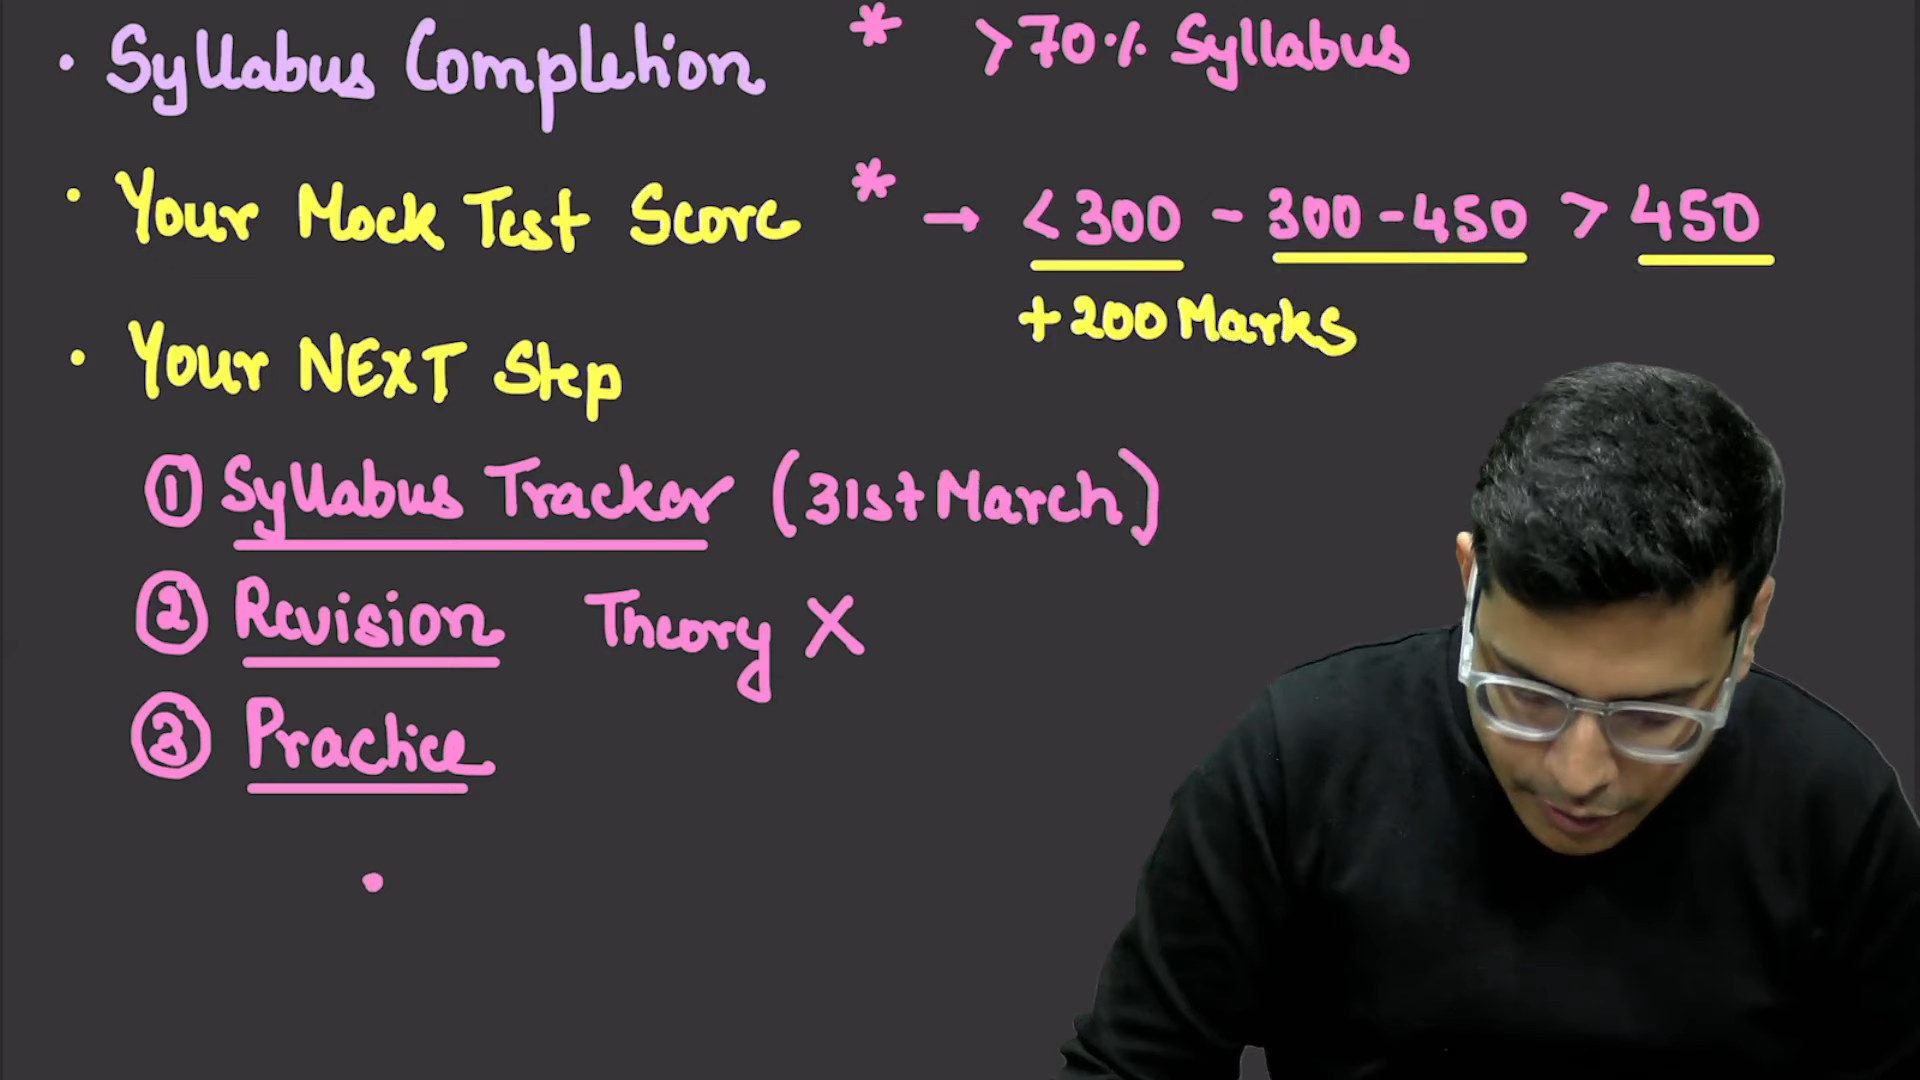 • Syllabus Completion * >70% Syllabus
• Your Mock Test Score * → <300 - 300-450 > 450
+200 Marks
• Your NExT Step
① Syllabus Tracker (31st March)
② Revision Theory X
③ Practice